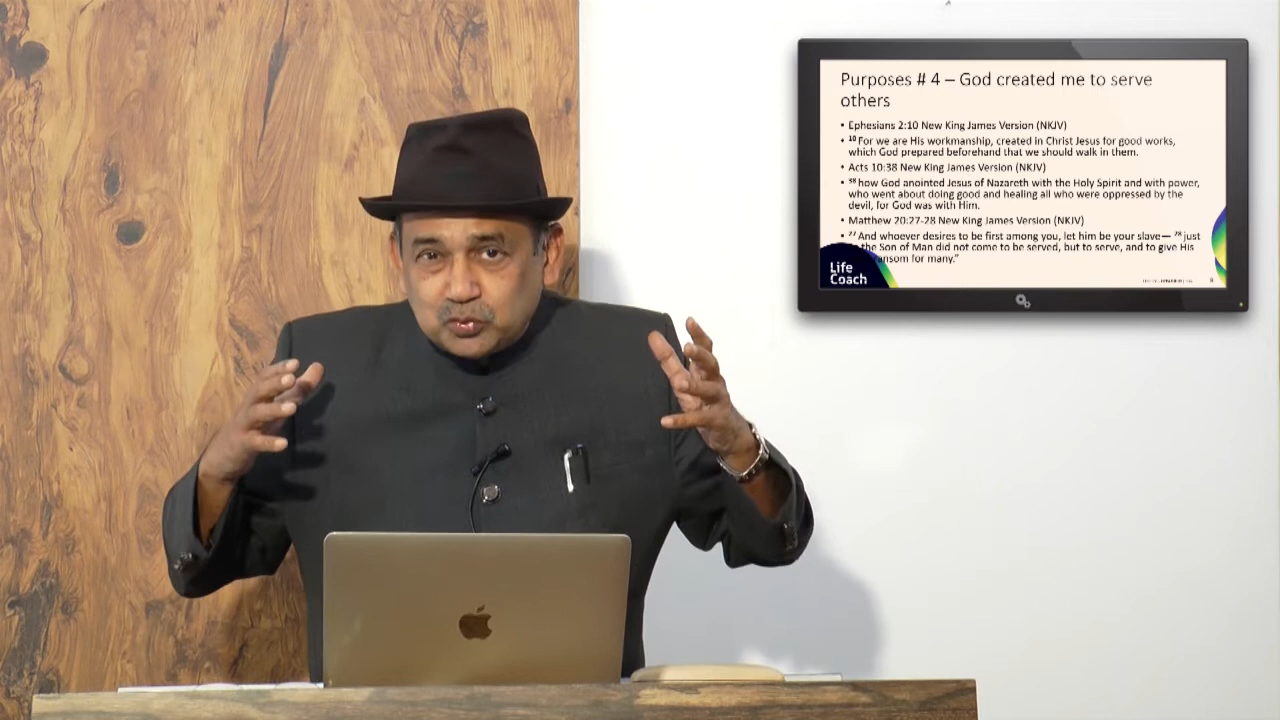 Purposes # 4 – God created me to serve
others
• Ephesians 2:10 New King James Version (NKJV)
• 10 For we are His workmanship, created in Christ Jesus for good works,
which God prepared beforehand that we should walk in them.
• Acts 10:38 New King James Version (NKJV)
• 38 how God anointed Jesus of Nazareth with the Holy Spirit and with power,
who went about doing good and healing all who were oppressed by the
devil, for God was with Him.
• Matthew 20:27-28 New King James Version (NKJV)
• 27 And whoever desires to be first among you, let him be your slave— 28 just
the Son of Man did not come to be served, but to serve, and to give His
ransom for many.”
Life
Coach
9